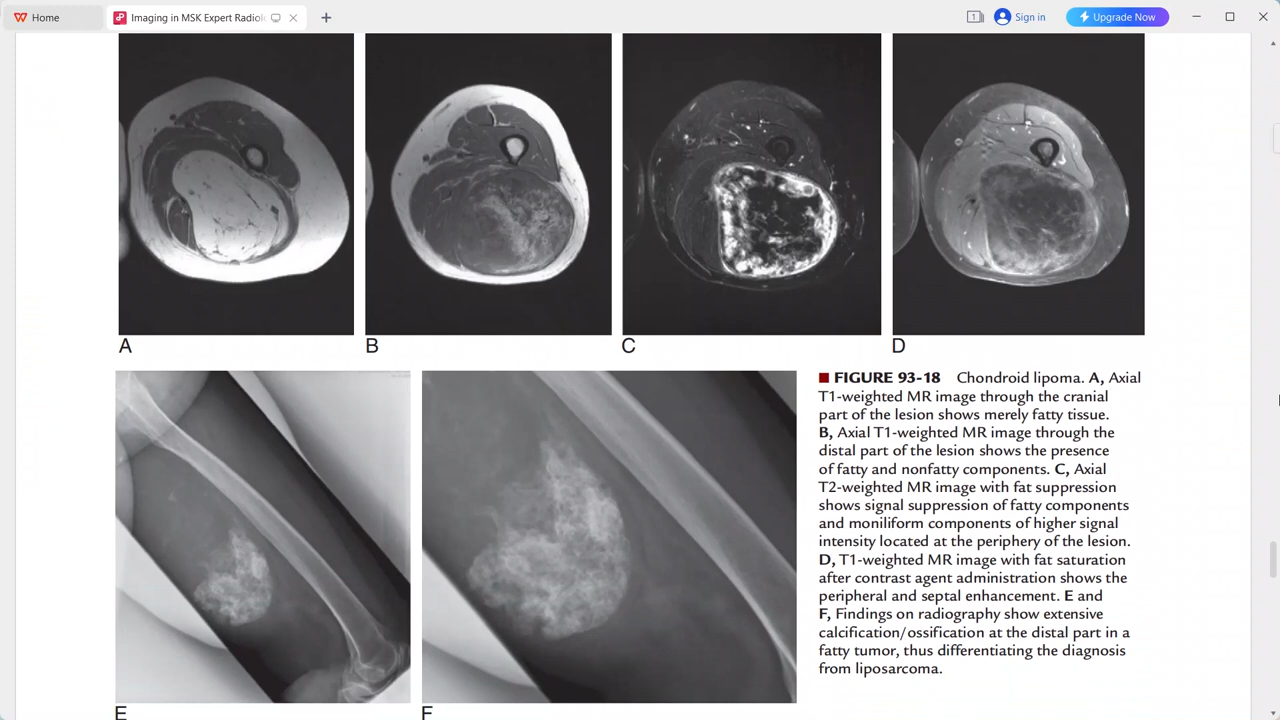 Home
Imaging in MSK Expert Radiol
1
Sign in
Upgrade Now
A
B
C
D
■ FIGURE 93-18 Chondroid lipoma. A, Axial
T1-weighted MR image through the cranial
part of the lesion shows merely fatty tissue.
B, Axial T1-weighted MR image through the
distal part of the lesion shows the presence
of fatty and nonfatty components. C, Axial
T2-weighted MR image with fat suppression
shows signal suppression of fatty components
and moniliform components of higher signal
intensity located at the periphery of the lesion.
D, T1-weighted MR image with fat saturation
after contrast agent administration shows the
peripheral and septal enhancement. E and
F, Findings on radiography show extensive
calcification/ossification at the distal part in a
fatty tumor, thus differentiating the diagnosis
from liposarcoma.
E
F